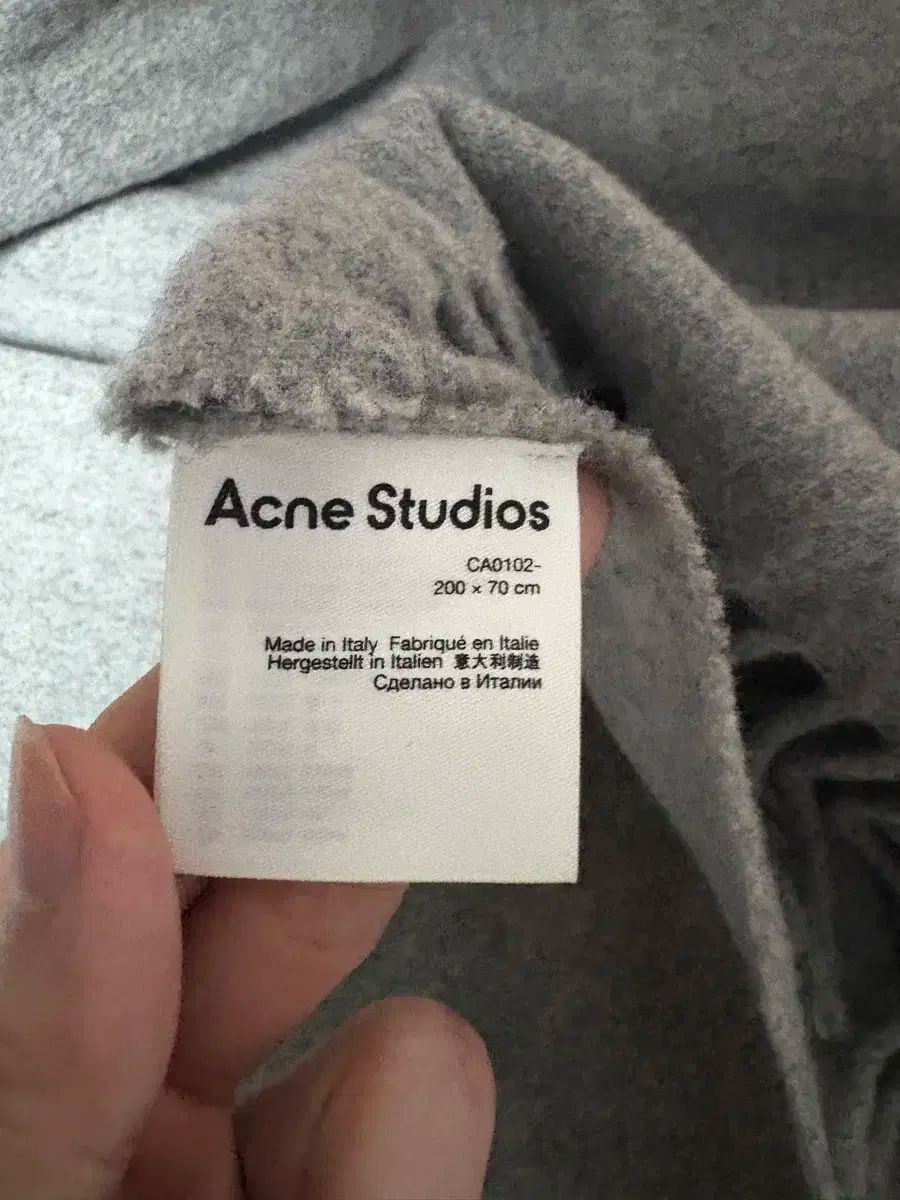 Acne Studios
CA0102-
200 × 70 cm
Made in Italy Fabriqué en Italie
Hergestellt in Italien 意大利制造
Сделано в Италии